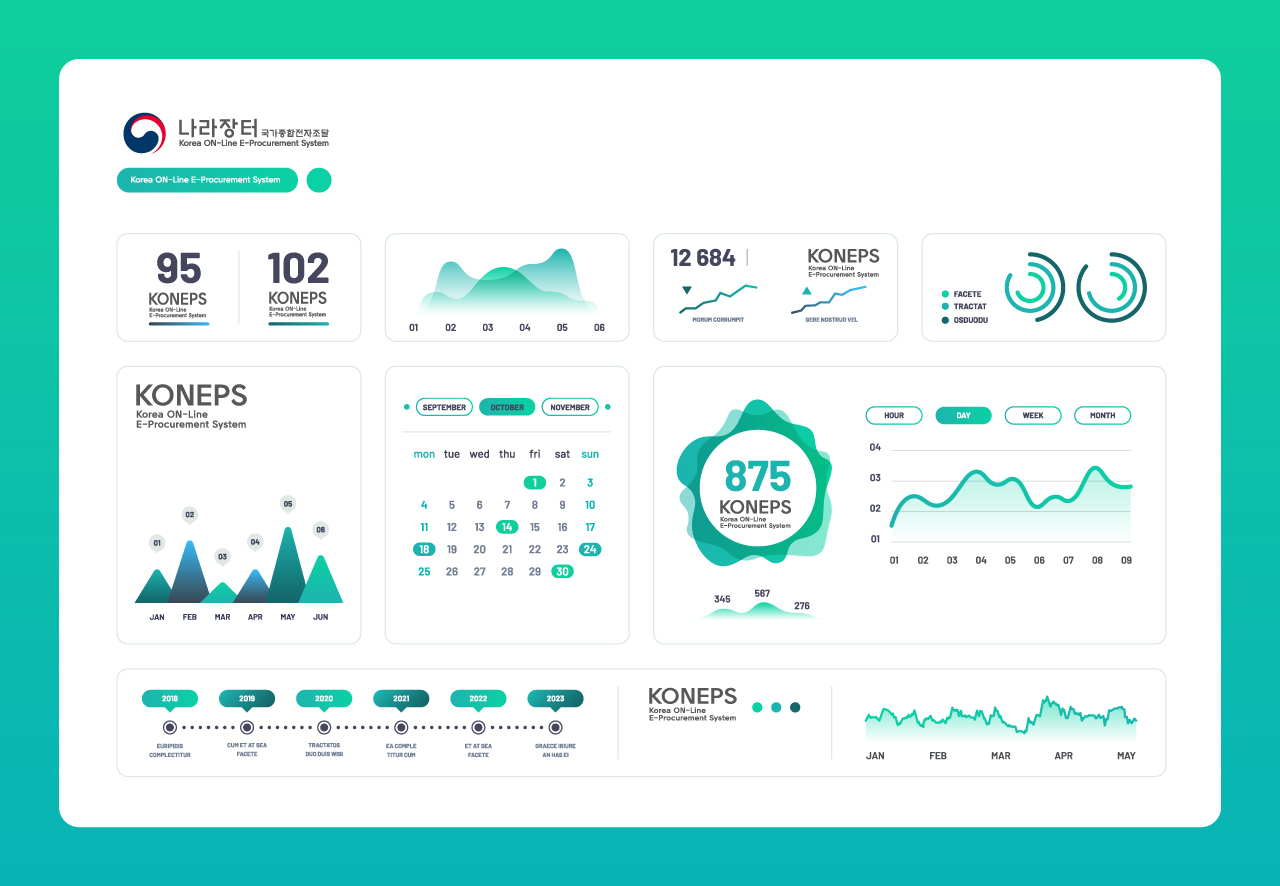 나라장터 국가종합전자조달
Korea ON-Line E-Procurement System
Korea ON-Line E-Procurement System
95
KONEPS
Korea ON-Line
E-Procurement System
102
KONEPS
Korea ON-Line
E-Procurement System
01 02 03 04 05 06
12 684
MORUM CORRUMPIT
KONEPS
Korea ON-Line
E-Procurement System
GERE NOSTRUD VEL
FACETE
TRACTAT
OSDUODU
KONEPS
Korea ON-Line
E-Procurement System
01 02 03 04 05 06
JAN FEB MAR APR MAY JUN
SEPTEMBER OCTOBER NOVEMBER
mon tue wed thu fri sat sun
1 2 3
4 5 6 7 8 9 10
11 12 13 14 15 16 17
18 19 20 21 22 23 24
25 26 27 28 29 30
875
KONEPS
Korea ON-Line
E-Procurement System
345 567 276
HOUR DAY WEEK MONTH
04
03
02
01
01 02 03 04 05 06 07 08 09
2018 2019 2020 2021 2022 2023
EURIPIDIS
COMPLECTITUR
CUM ET AT SEA
FACETE
TRACTATOS
DUO DUIS WISI
EA COMPLE
TITUR CUM
ET AT SEA
FACETE
GRAECE IRIURE
AN HAS EI
KONEPS
Korea ON-Line
E-Procurement System
JAN FEB MAR APR MAY